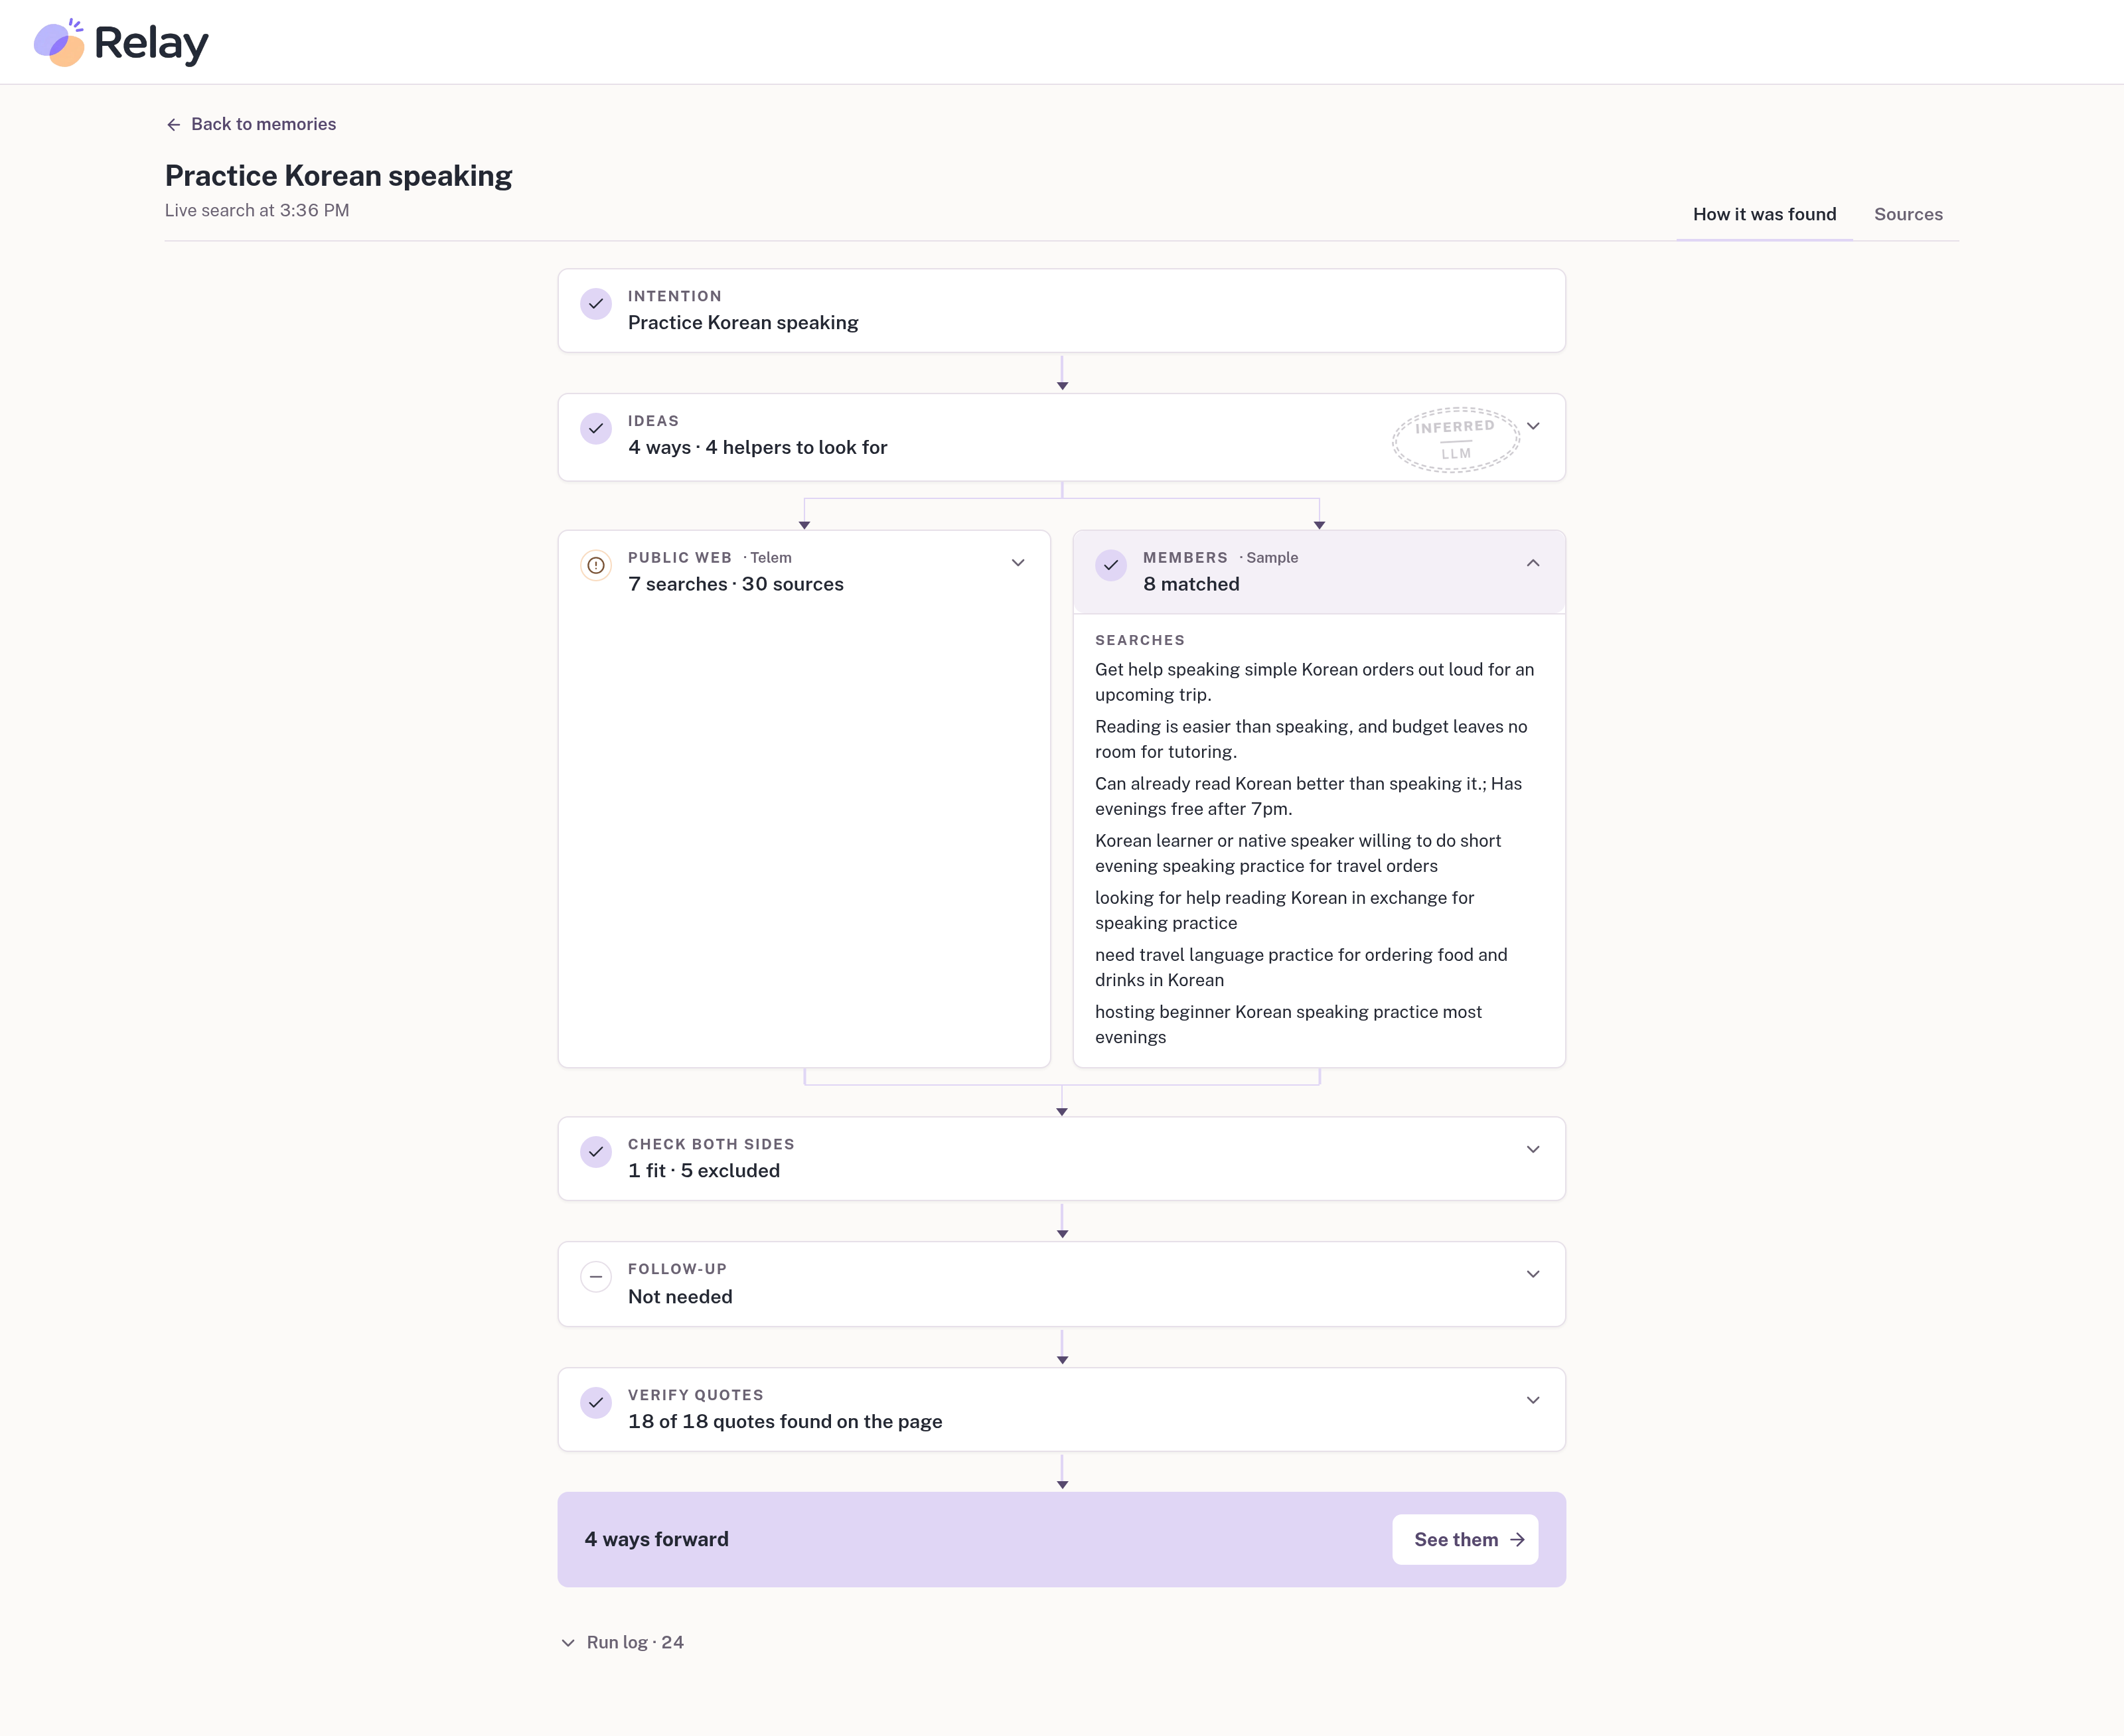 Relay
Back to memories
Practice Korean speaking
Live search at 3:36 PM
How it was found
Sources
INTENTION
Practice Korean speaking
IDEAS
4 ways · 4 helpers to look for
INFERRED
LLM
PUBLIC WEB · Telem
7 searches · 30 sources
MEMBERS · Sample
8 matched
SEARCHES
Get help speaking simple Korean orders out loud for an
upcoming trip.
Reading is easier than speaking, and budget leaves no
room for tutoring.
Can already read Korean better than speaking it.; Has
evenings free after 7pm.
Korean learner or native speaker willing to do short
evening speaking practice for travel orders
looking for help reading Korean in exchange for
speaking practice
need travel language practice for ordering food and
drinks in Korean
hosting beginner Korean speaking practice most
evenings
CHECK BOTH SIDES
1 fit · 5 excluded
FOLLOW-UP
Not needed
VERIFY QUOTES
18 of 18 quotes found on the page
4 ways forward
See them
Run log · 24